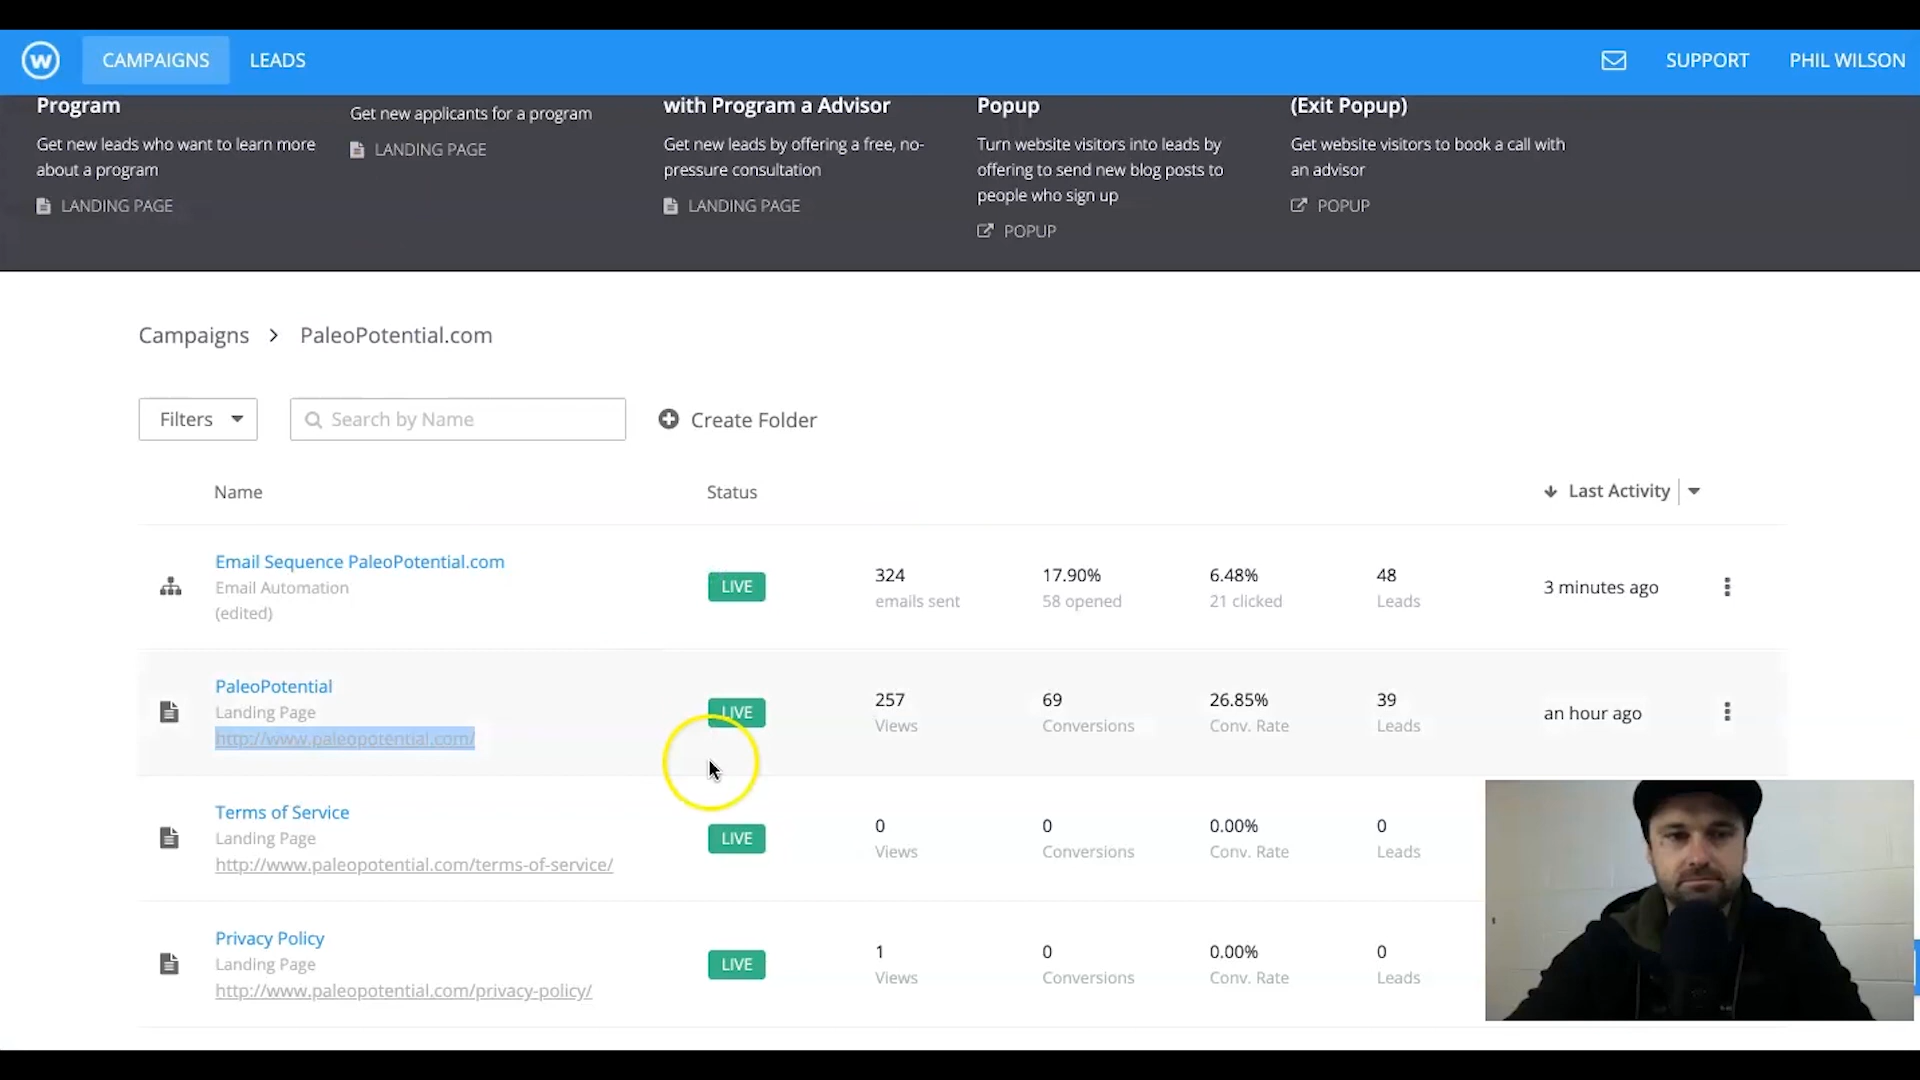 W
CAMPAIGNS
LEADS
SUPPORT
PHIL WILSON
Program
Get new leads who want to learn more
about a program
LANDING PAGE
Get new applicants for a program
LANDING PAGE
with Program a Advisor
Get new leads by offering a free, no-
pressure consultation
LANDING PAGE
Popup
Turn website visitors into leads by
offering to send new blog posts to
people who sign up
POPUP
(Exit Popup)
Get website visitors to book a call with
an advisor
POPUP
Campaigns > PaleoPotential.com
Filters
Search by Name
Create Folder
Name
Status
Last Activity
Email Sequence PaleoPotential.com
Email Automation
(edited)
LIVE
324
emails sent
17.90%
58 opened
6.48%
21 clicked
48
Leads
3 minutes ago
PaleoPotential
Landing Page
http://www.paleopotential.com/
LIVE
257
Views
69
Conversions
26.85%
Conv. Rate
39
Leads
an hour ago
Terms of Service
Landing Page
http://www.paleopotential.com/terms-of-service/
LIVE
0
Views
0
Conversions
0.00%
Conv. Rate
0
Leads
Privacy Policy
Landing Page
http://www.paleopotential.com/privacy-policy/
LIVE
1
Views
0
Conversions
0.00%
Conv. Rate
0
Leads